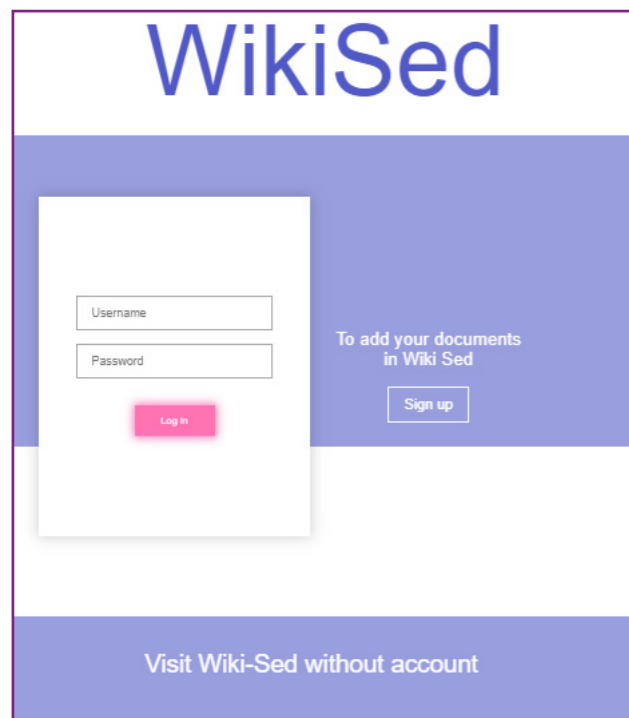 WikiSed
Username
Password
Log in
To add your documents
in Wiki Sed
Sign up
Visit Wiki-Sed without account